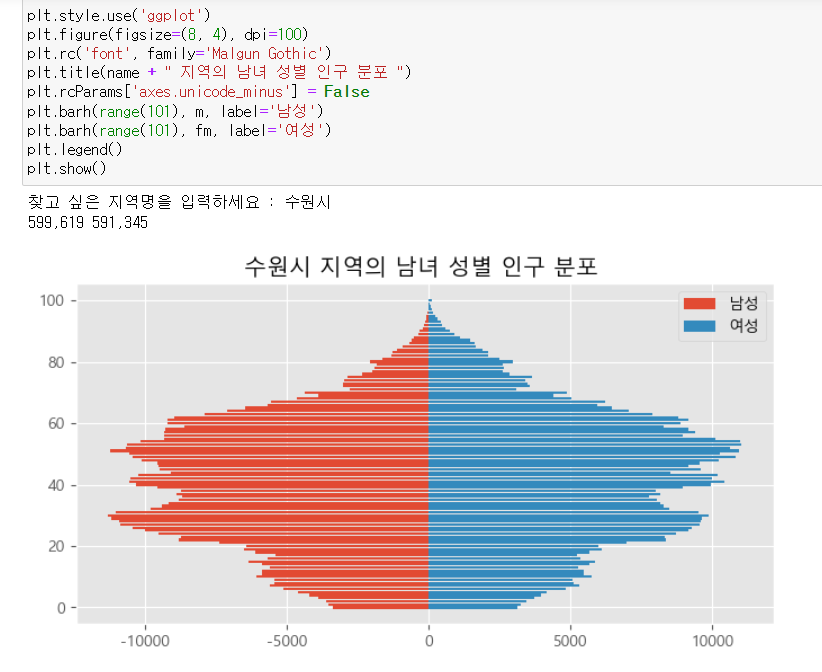 plt.style.use('ggplot')
plt.figure(figsize=(8, 4), dpi=100)
plt.rc('font', family='Malgun Gothic')
plt.title(name + " 지역의 남녀 성별 인구 분포 ")
plt.rcParams['axes.unicode_minus'] = False
plt.barh(range(101), m, label='남성')
plt.barh(range(101), fm, label='여성')
plt.legend()
plt.show()
찾고 싶은 지역명을 입력하세요 : 수원시
599,619 591,345
수원시 지역의 남녀 성별 인구 분포
남성
여성
100
80
60
40
20
0
-10000 -5000 0 5000 10000